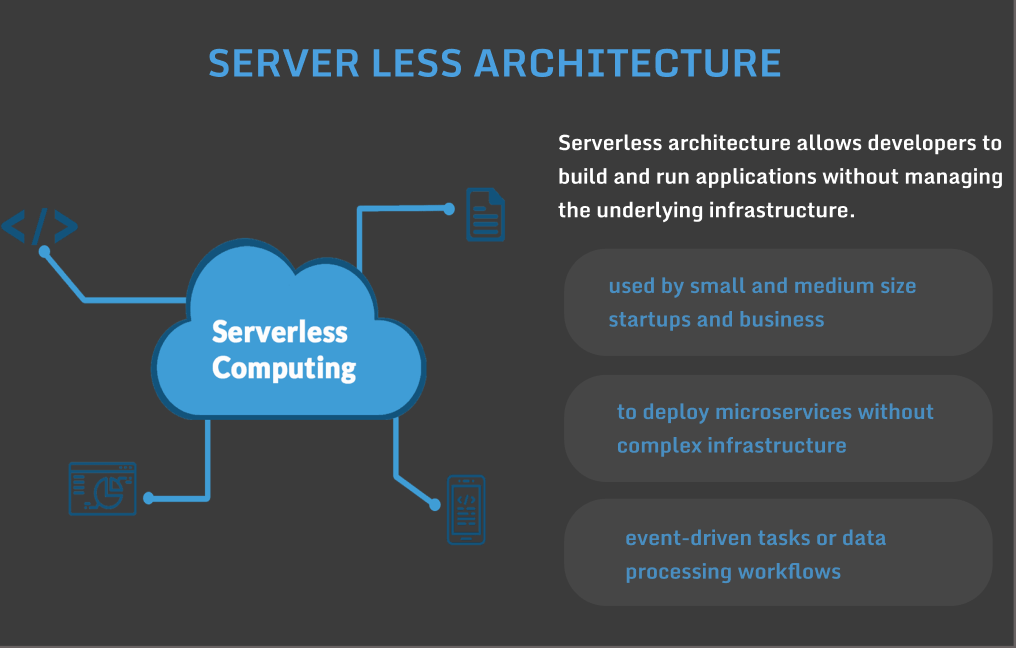 SERVER LESS ARCHITECTURE
Serverless architecture allows developers to
build and run applications without managing
the underlying infrastructure.
</>
Serverless
Computing
used by small and medium size
startups and business
to deploy microservices without
complex infrastructure
event-driven tasks or data
processing workflows